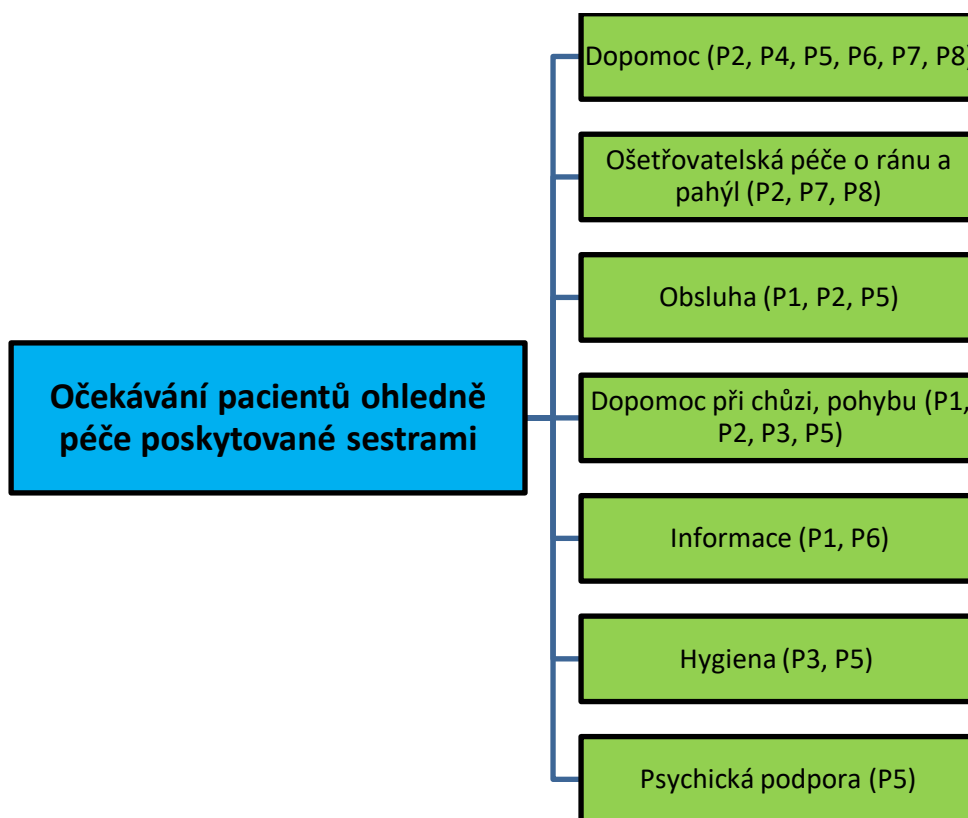 Dopomoc (P2, P4, P5, P6, P7, P8)
Ošetřovatelská péče o ránu a
pahýl (P2, P7, P8)
Obsluha (P1, P2, P5)
Očekávání pacientů ohledně
péče poskytované sestrami
Dopomoc při chůzi, pohybu (P1,
P2, P3, P5)
Informace (P1, P6)
Hygiena (P3, P5)
Psychická podpora (P5)